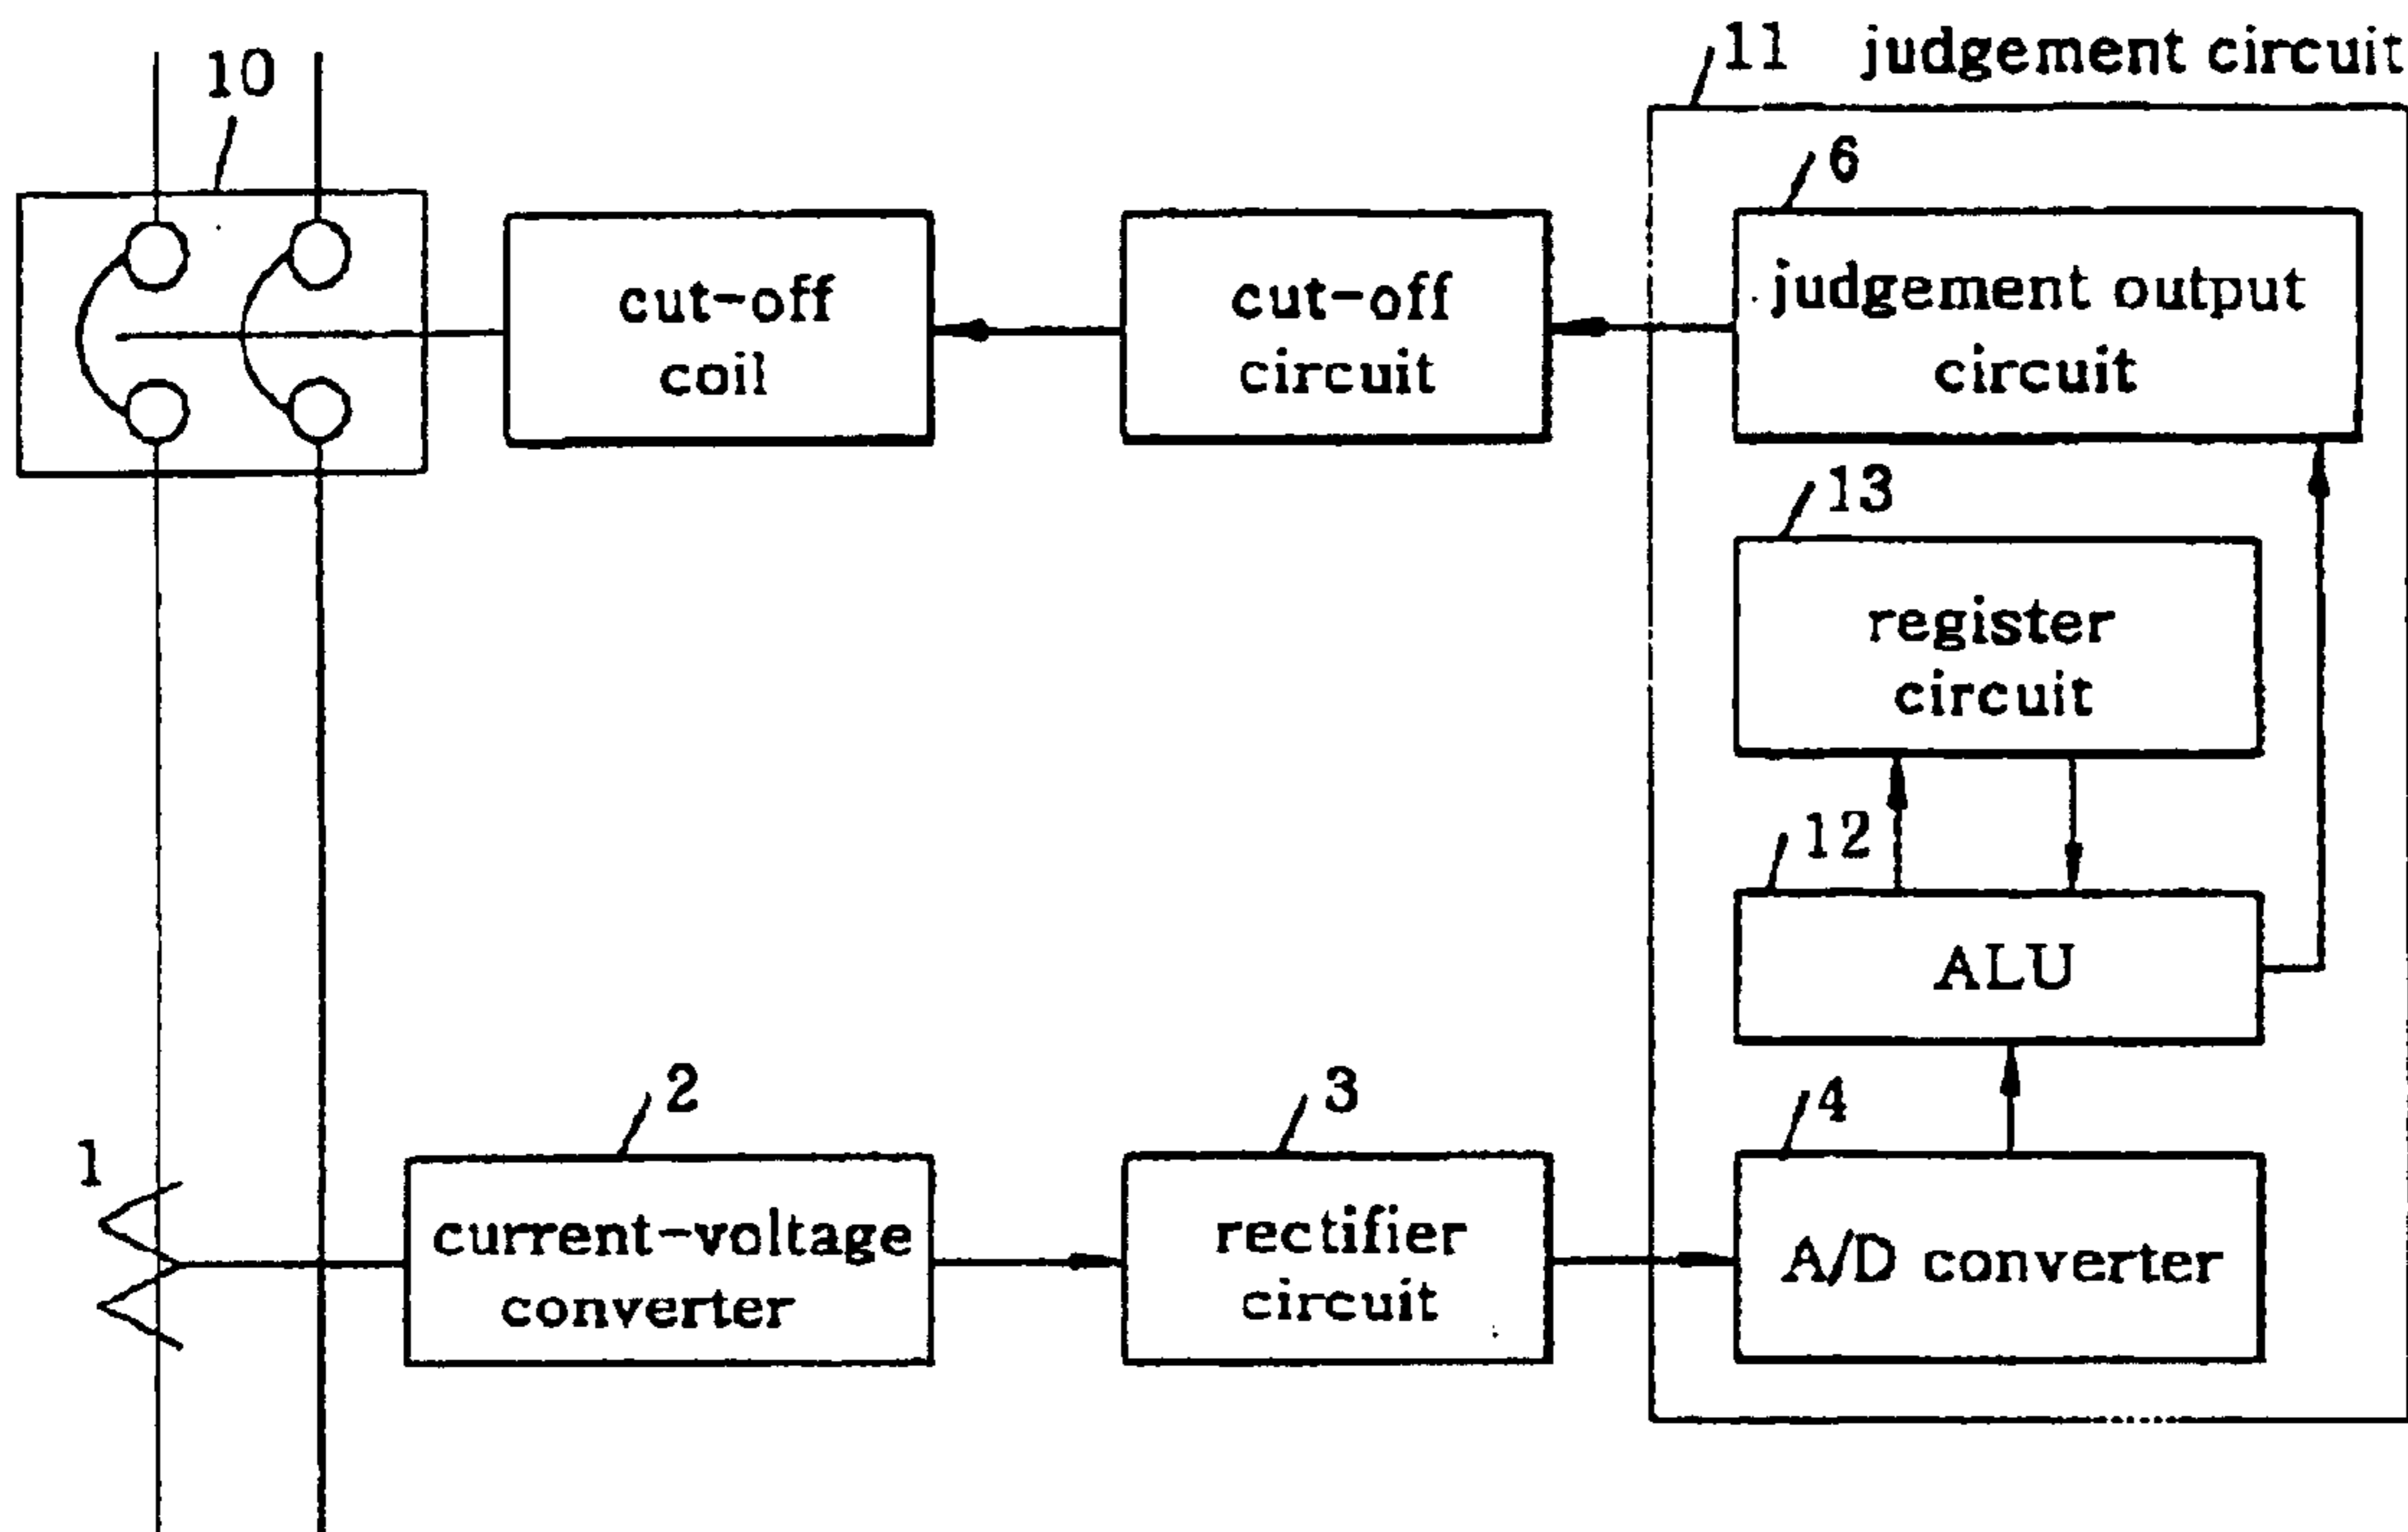 11 judgement circuit
10
6
cut-off
coil
cut-off
circuit
judgement output
circuit
13
register
circuit
12
ALU
2
3
4
1
current-voltage
converter
rectifier
circuit
A/D converter